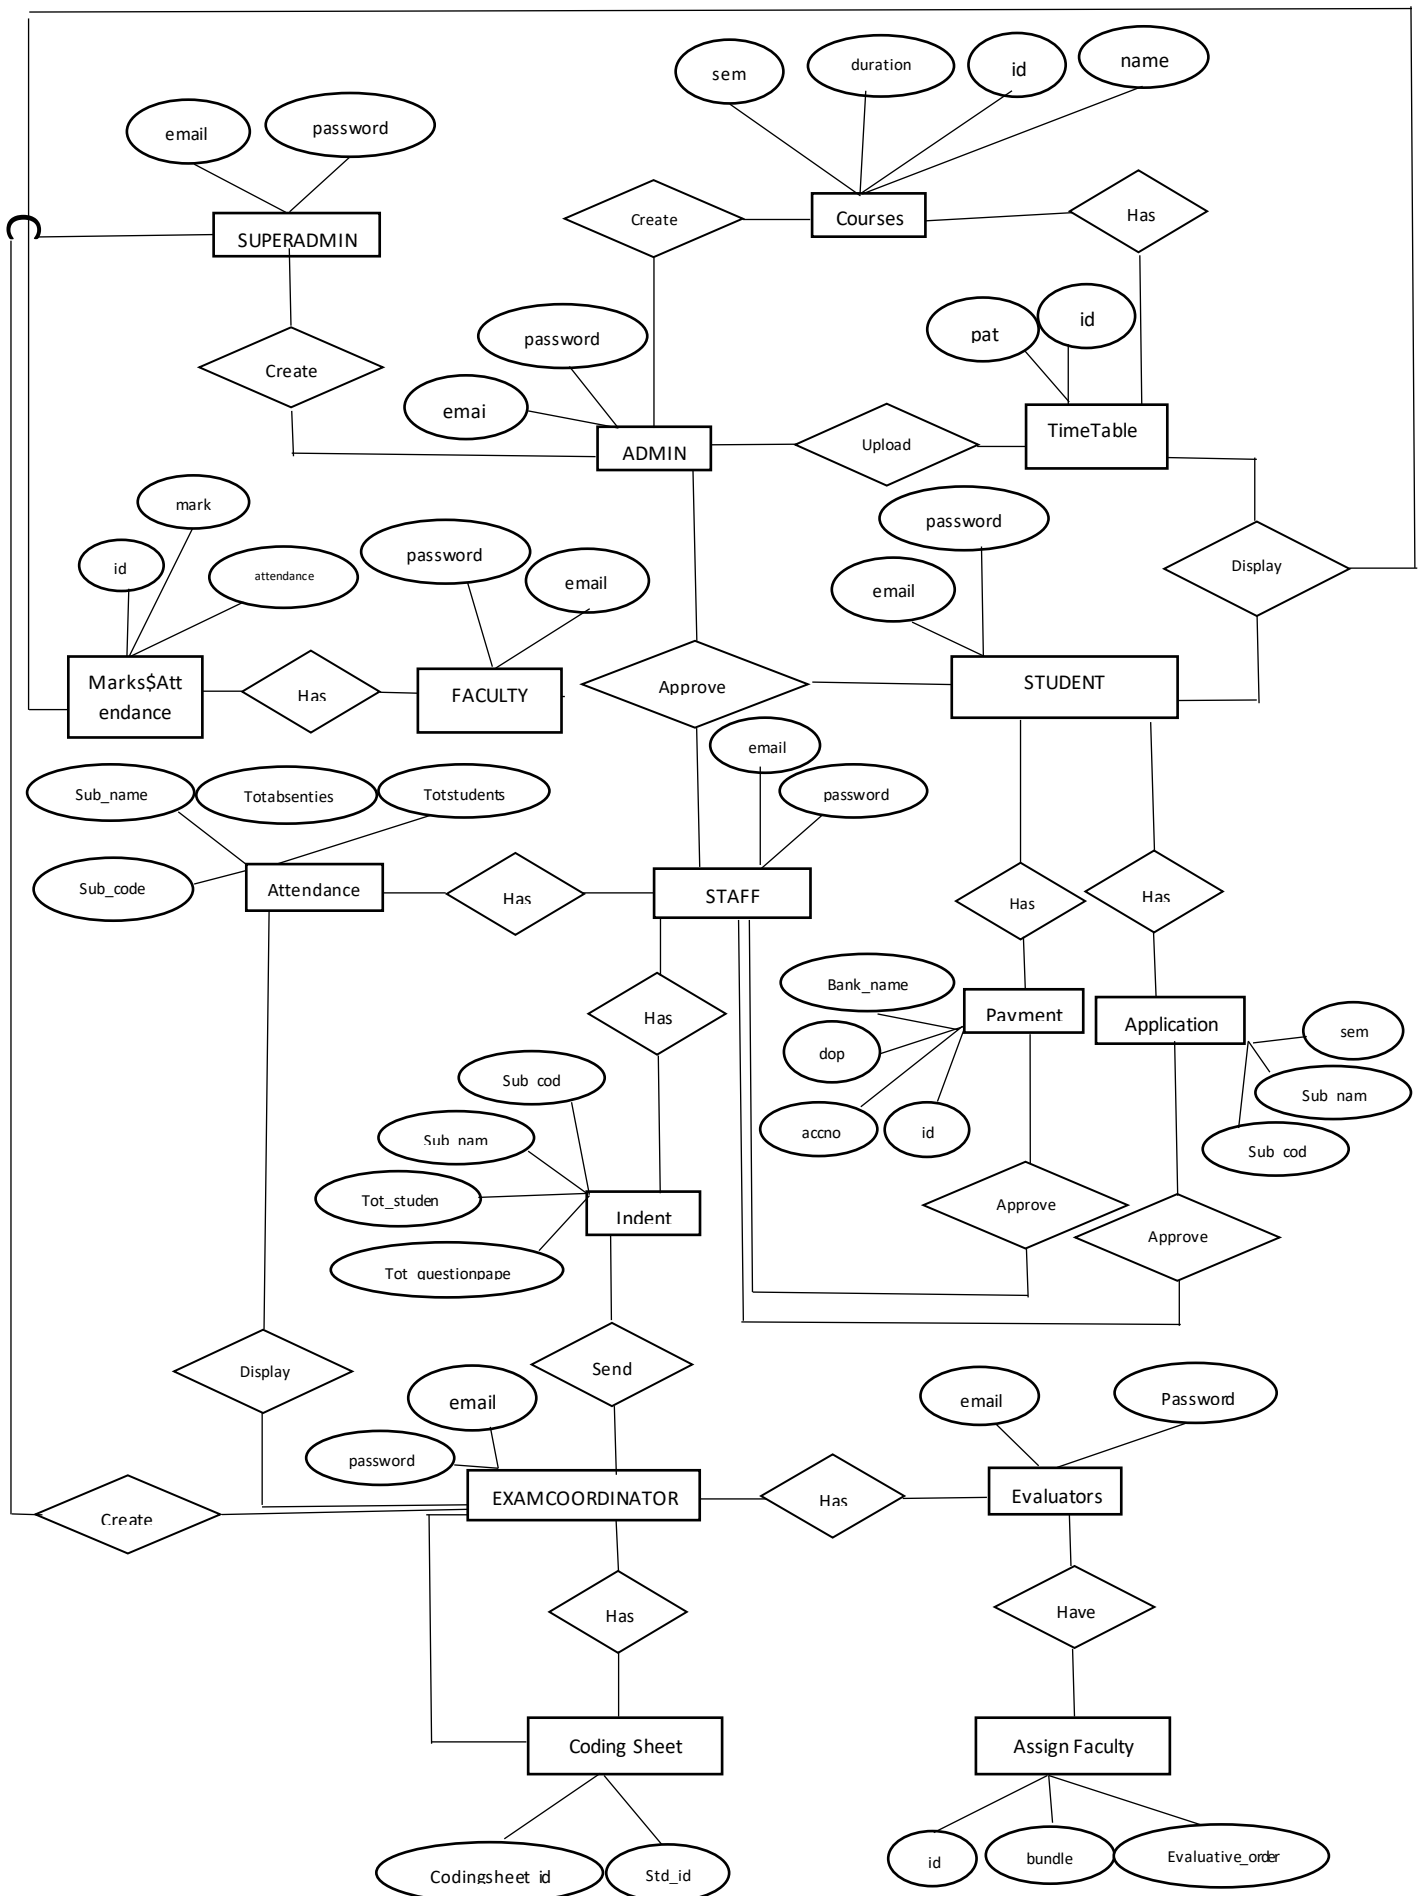 sem
duration
id
name
email
password
SUPERADMIN
Create
Courses
Has
password
pat
id
Create
emai
ADMIN
Upload
TimeTable
mark
password
id
attendance
password
email
email
Display
Marks$Att
endance
Has
FACULTY
Approve
STUDENT
email
password
Sub_name
Totabsenties
Totstudents
Sub_code
Attendance
Has
STAFF
Has
Has
Bank_name
Has
Payment
Application
sem
dop
Sub cod
Sub nam
accno
id
Sub nam
Sub cod
Tot_studen
Indent
Approve
Approve
Tot questionpape
Display
Send
email
email
Password
password
EXAMCOORDINATOR
Has
Evaluators
Create
Has
Have
Coding Sheet
Assign Faculty
Codingsheet id
Std_id
id
bundle
Evaluative_order